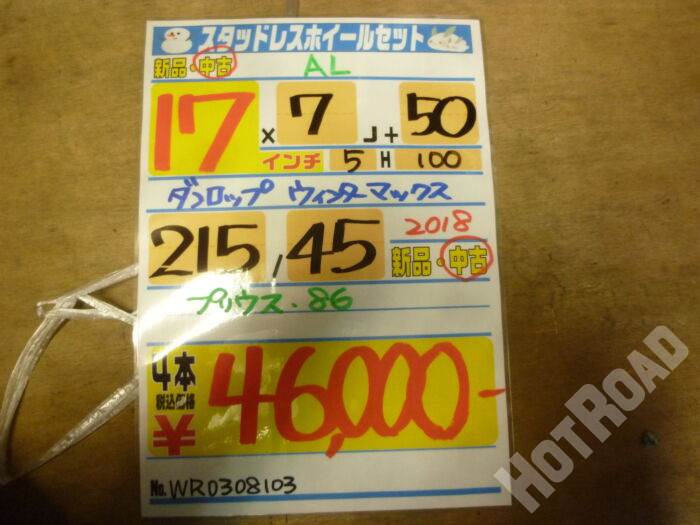 スタッドレスホイールセット
新品・中古 AL
17 x 7 J+ 50
インチ 5 H 100
ダンロップ ウィンターマックス
215 / 45 2018
新品・中古
プリウス・86
4本
税込価格
¥46,000-
No. WR0308103
HOTROAD